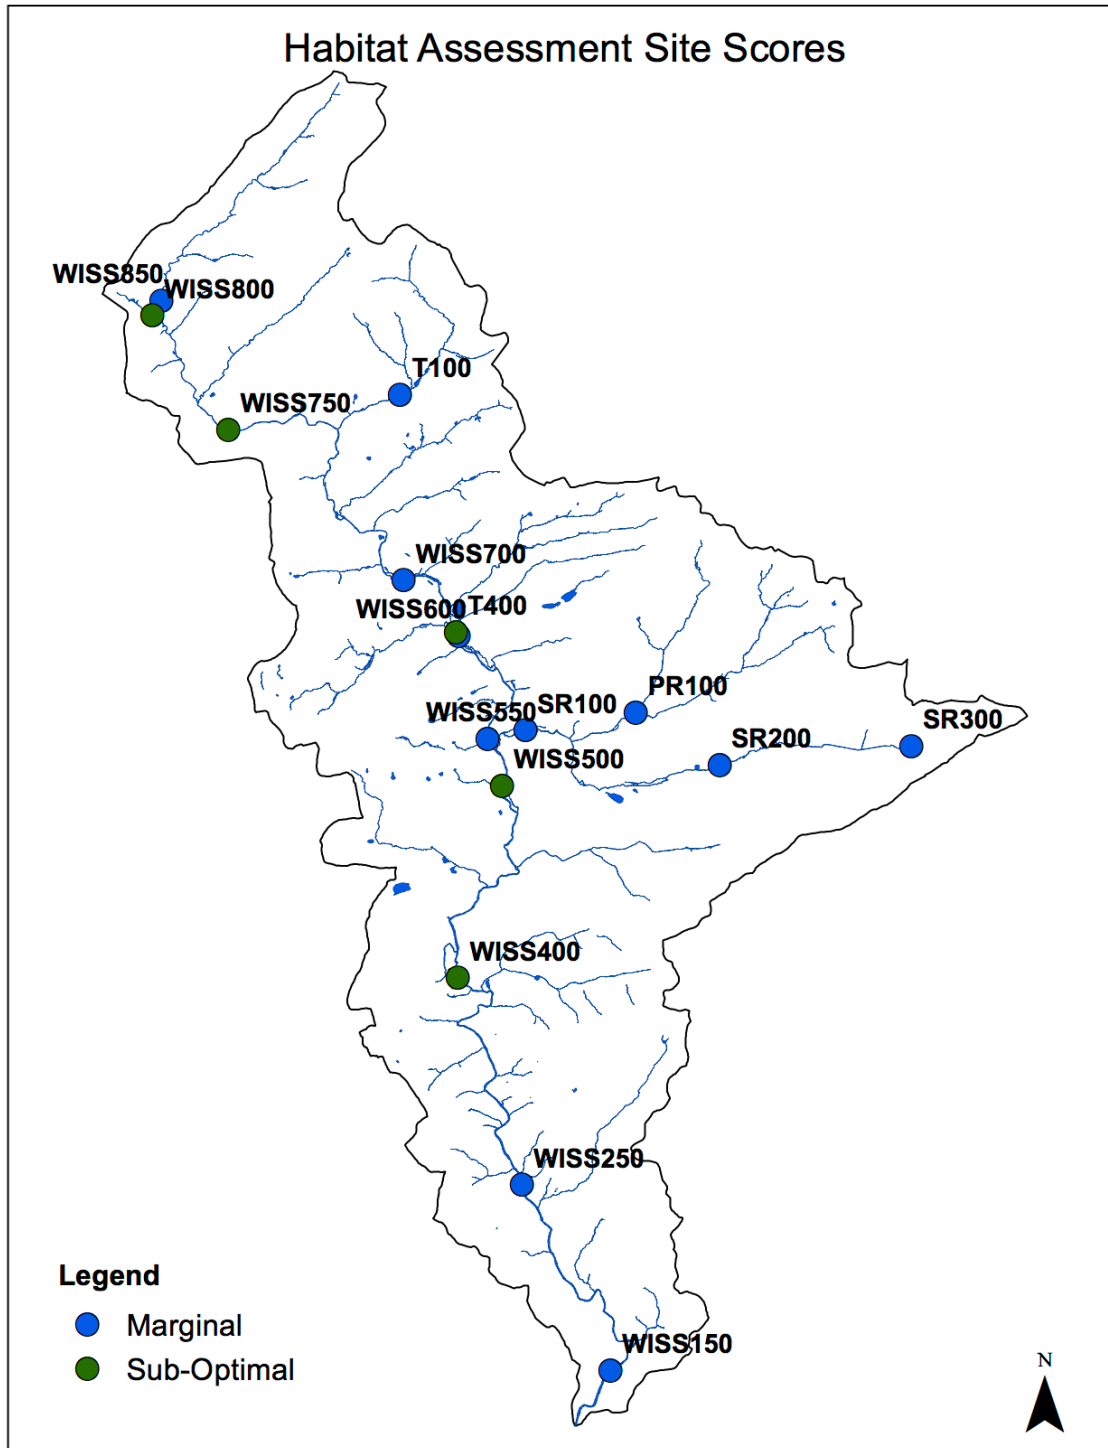 Habitat Assessment Site Scores
WISS850
WISS800
T100
WISS750
WISS700
WISS600
T400
PR100
SR100
WISS550
SR300
SR200
WISS500
WISS400
WISS250
Legend
Marginal
Sub-Optimal
WISS150
N